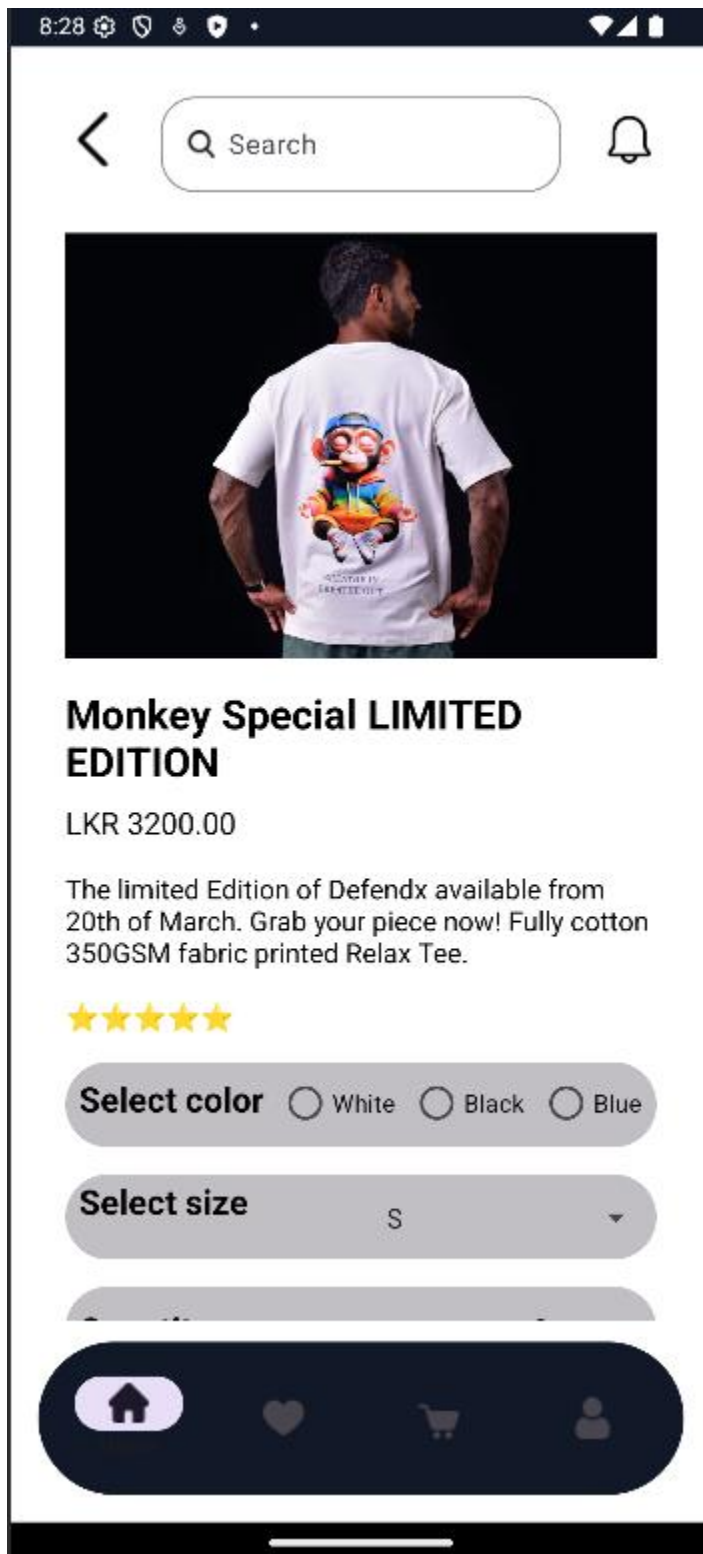 8:28
Search
Monkey Special LIMITED
EDITION
LKR 3200.00
The limited Edition of Defendx available from
20th of March. Grab your piece now! Fully cotton
350GSM fabric printed Relax Tee.
Select color White Black Blue
Select size S